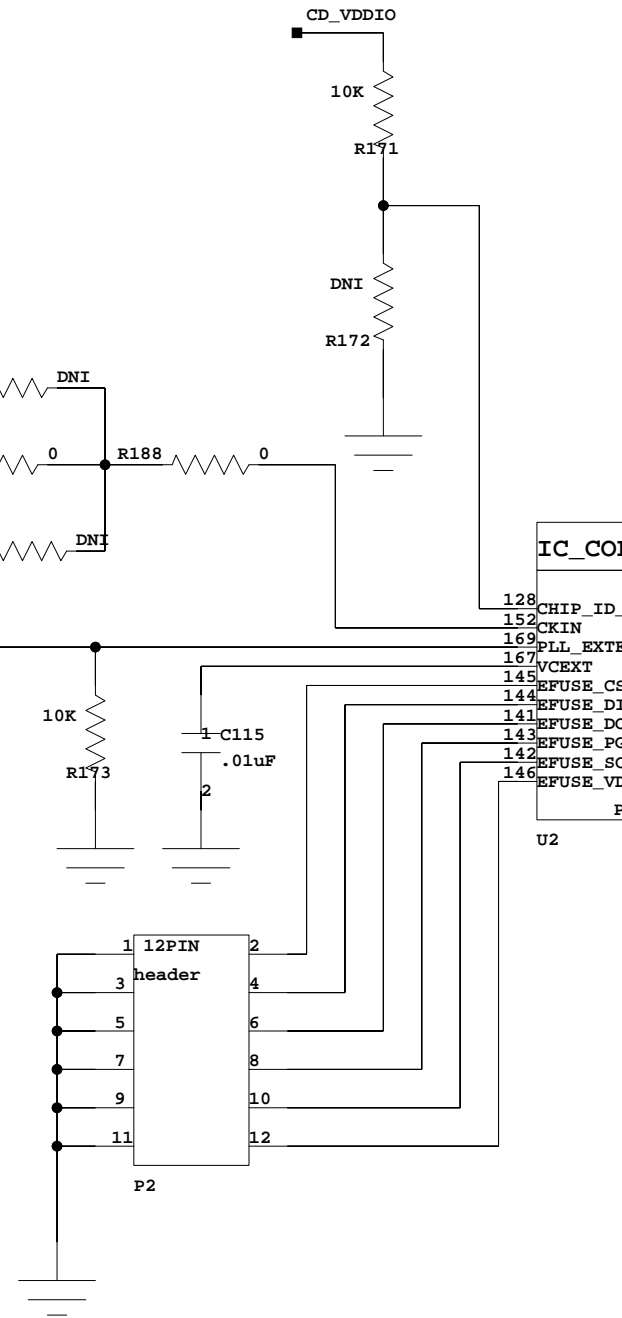 CD_VDDIO
10K
R171
DNI
R172
DNI
0
R188
0
DNI
IC_CO
128
CHIP_ID_
152
CKIN
169
PLL_EXTE
167
VCEXT
145
EFUSE_CS
144
EFUSE_DI
141
EFUSE_DO
143
EFUSE_PG
142
EFUSE_SC
146
EFUSE_VD
P
U2
10K
R173
1 C115
.01uF
2
1 12PIN 2
header
3 4
5 6
7 8
9 10
11 12
P2